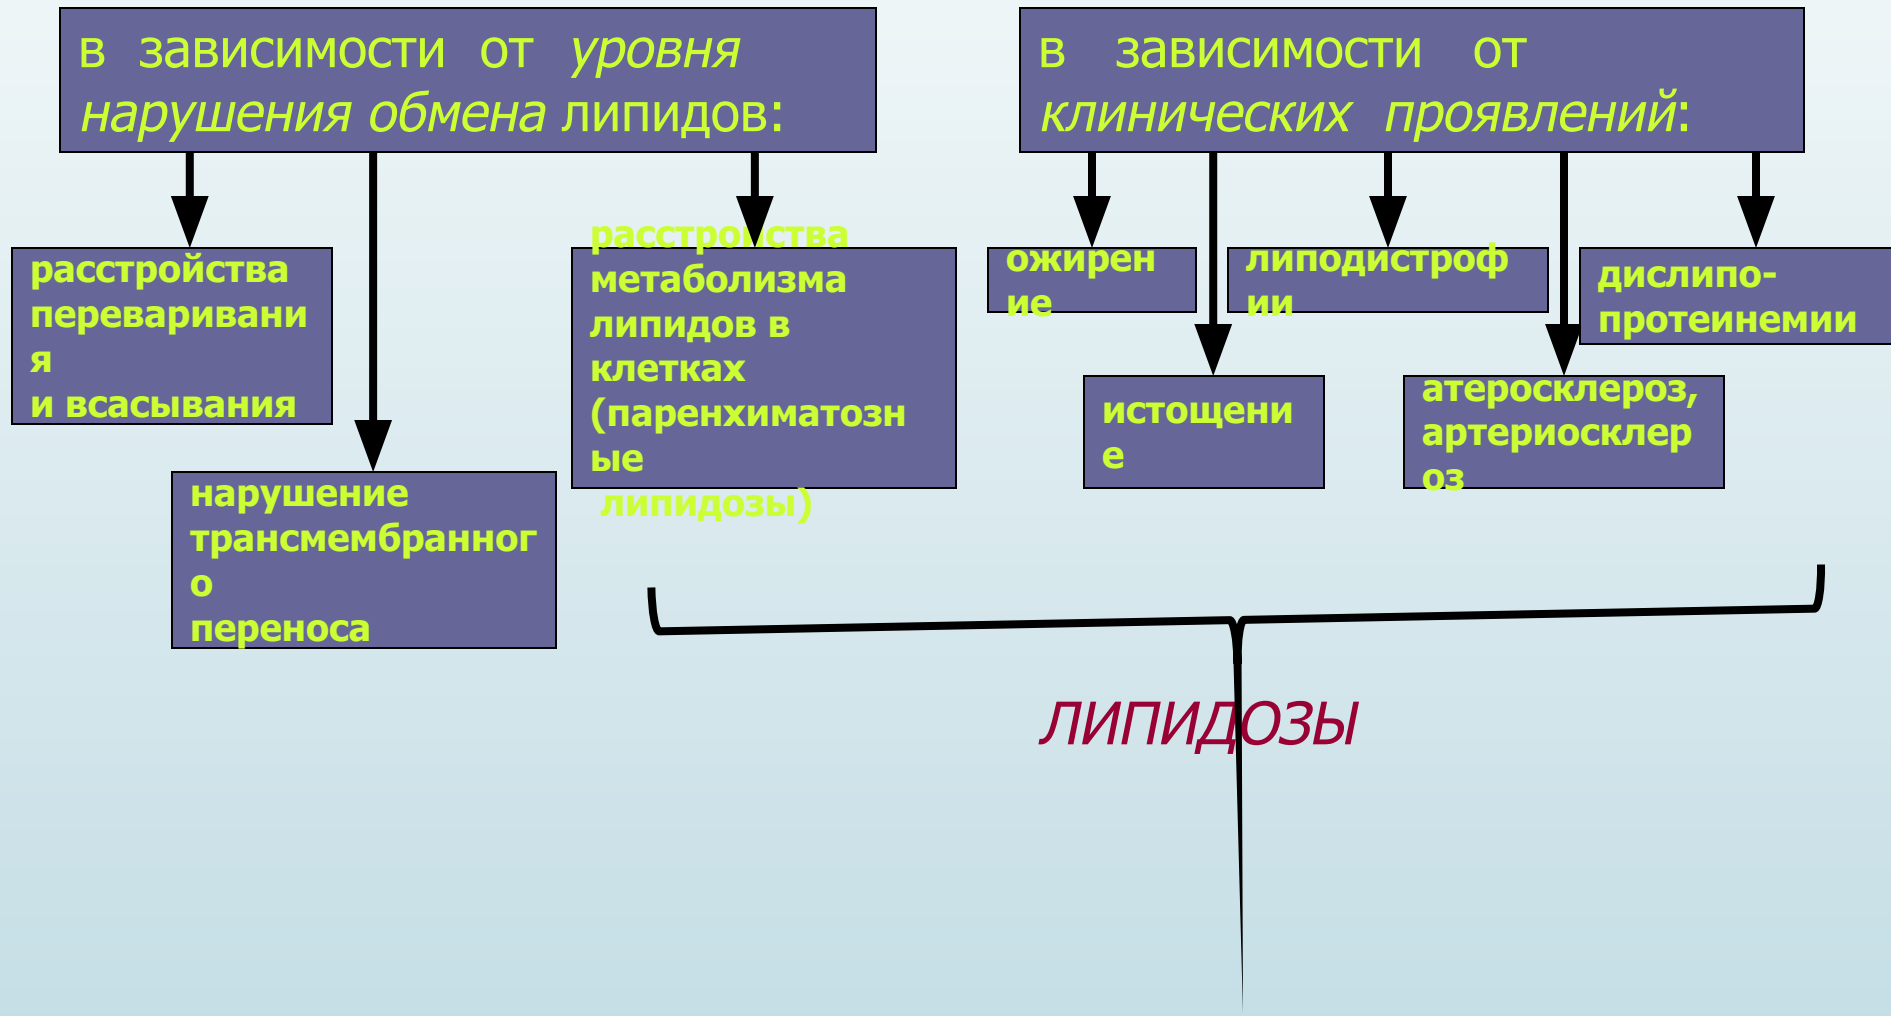 в зависимости от уровня
нарушения обмена липидов:
расстройства
переваривани
я
и всасывания
нарушение
трансмембранног
о
переноса
расстройства
метаболизма
липидов в
клетках
(паренхиматозн
ые
липидозы)
в зависимости от
клинических проявлений:
ожирен
ие
истощени
е
липодистроф
ии
атеросклероз,
артериосклер
оз
дислипо-
протеинемии
ЛИПИДОЗЫ